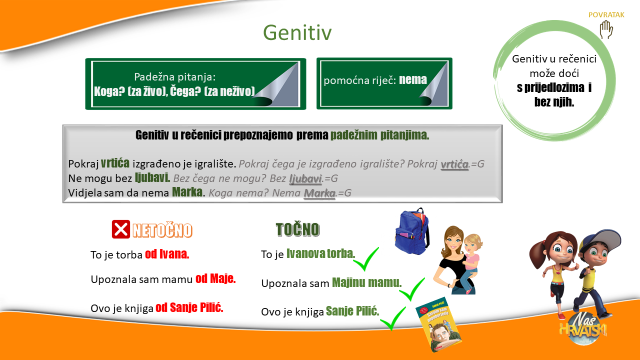 POVRATAK
Genitiv
Padežna pitanja:
Koga? (za živo), Čega? (za neživo)
pomoćna riječ: nema
Genitiv u rečenici
može doći
s prijedlozima i
bez njih.
Genitiv u rečenici prepoznajemo prema padežnim pitanjima.
Pokraj vrtića izgrađeno je igralište. Pokraj čega je izgrađeno igralište? Pokraj vrtića.=G
Ne mogu bez ljubavi. Bez čega ne mogu? Bez ljubavi.=G
Vidjela sam da nema Marka. Koga nema? Nema Marka.=G
NETOČNO
To je torba od Ivana.
Upoznala sam mamu od Maje.
Ovo je knjiga od Sanje Pilić.
TOČNO
To je Ivanova torba.
Upoznala sam Majinu mamu.
Ovo je knjiga Sanje Pilić.
Naš
HRVATSKI